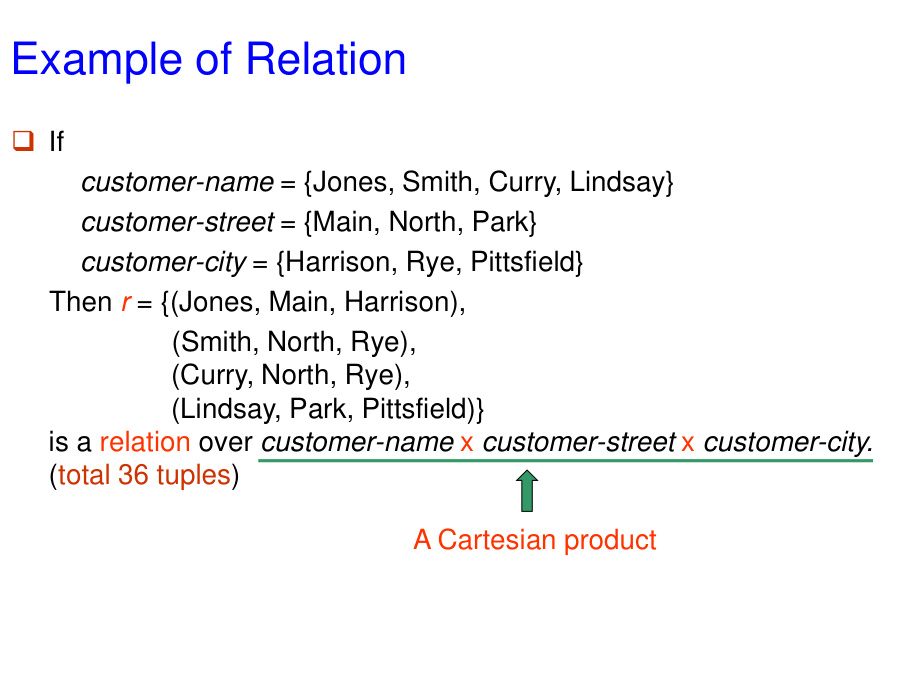 Example of Relation
❑ If
customer-name = {Jones, Smith, Curry, Lindsay}
customer-street = {Main, North, Park}
customer-city = {Harrison, Rye, Pittsfield}
Then r = {(Jones, Main, Harrison),
(Smith, North, Rye),
(Curry, North, Rye),
(Lindsay, Park, Pittsfield)}
is a relation over customer-name x customer-street x customer-city.
(total 36 tuples)
A Cartesian product